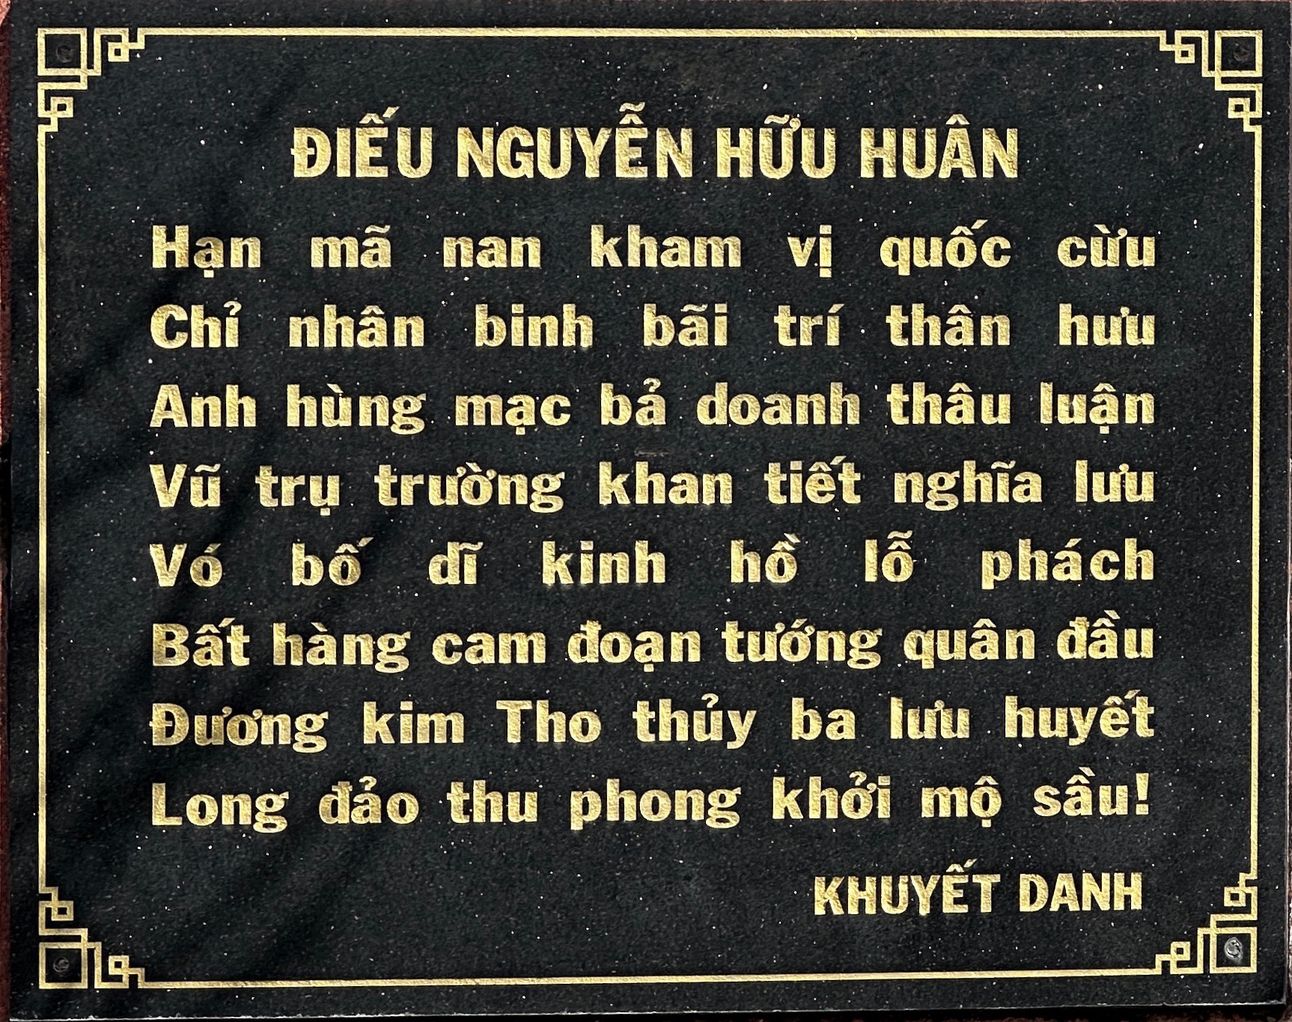 ĐIẾU NGUYỄN HỮU HUÂN
Hạn mã nan kham vị quốc cừu
Chỉ nhân binh bãi trí thân hưu
Anh hùng mạc bả doanh thâu luận
Vũ trụ trường khan tiết nghĩa lưu
Vó bố dĩ kinh hồ lỗ phách
Bất hàng cam đoạn tướng quân đầu
Đương kim Tho thủy ba lưu huyết
Long đảo thu phong khởi mộ sầu!
KHUYẾT DANH